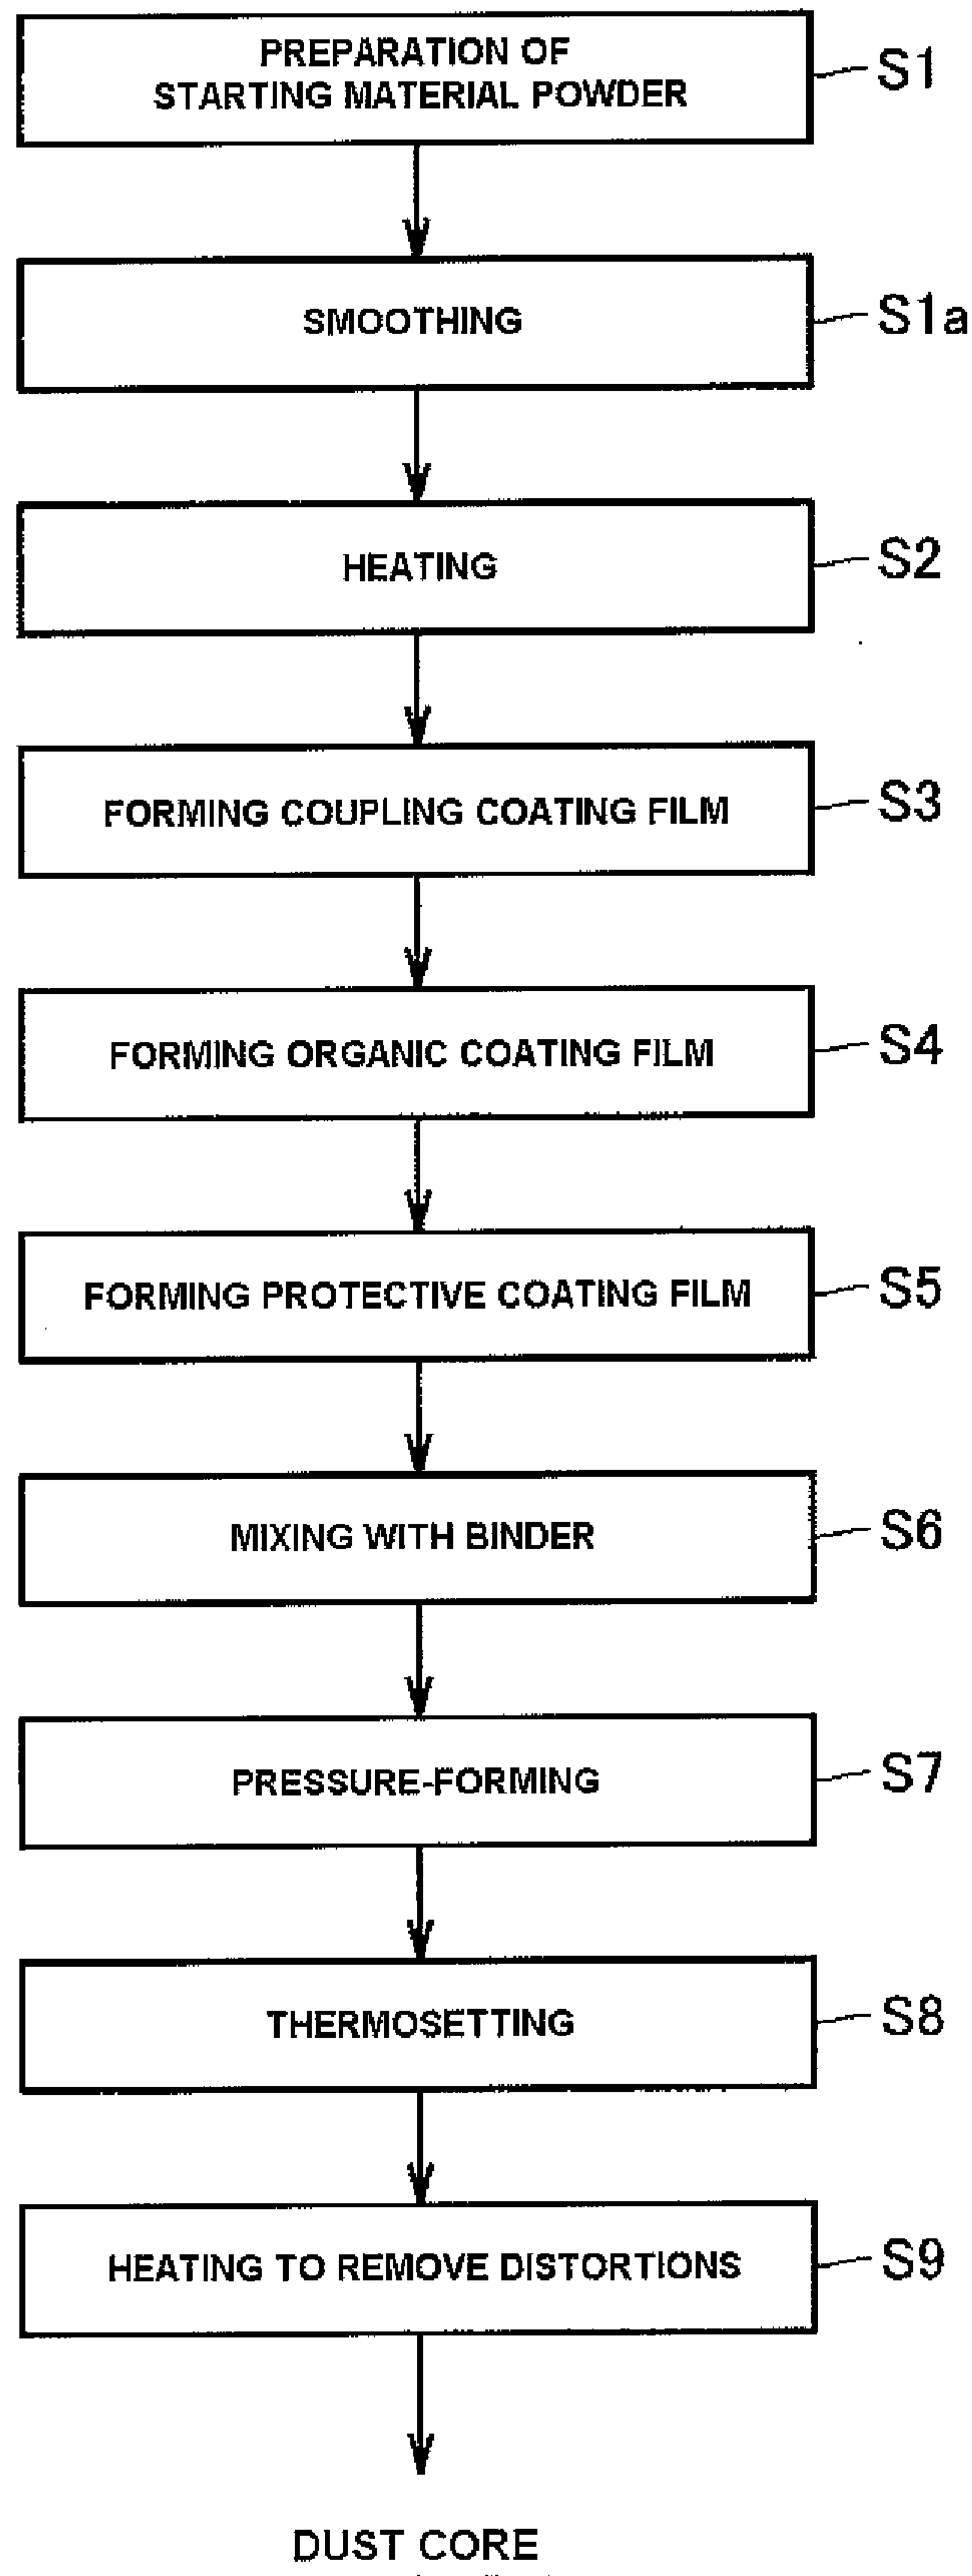 PREPARATION OF
STARTING MATERIAL POWDER
S1
SMOOTHING
S1a
HEATING
S2
FORMING COUPLING COATING FILM
S3
FORMING ORGANIC COATING FILM
S4
FORMING PROTECTIVE COATING FILM
S5
MIXING WITH BINDER
S6
PRESSURE-FORMING
S7
THERMOSETTING
S8
HEATING TO REMOVE DISTORTIONS
S9
DUST CORE